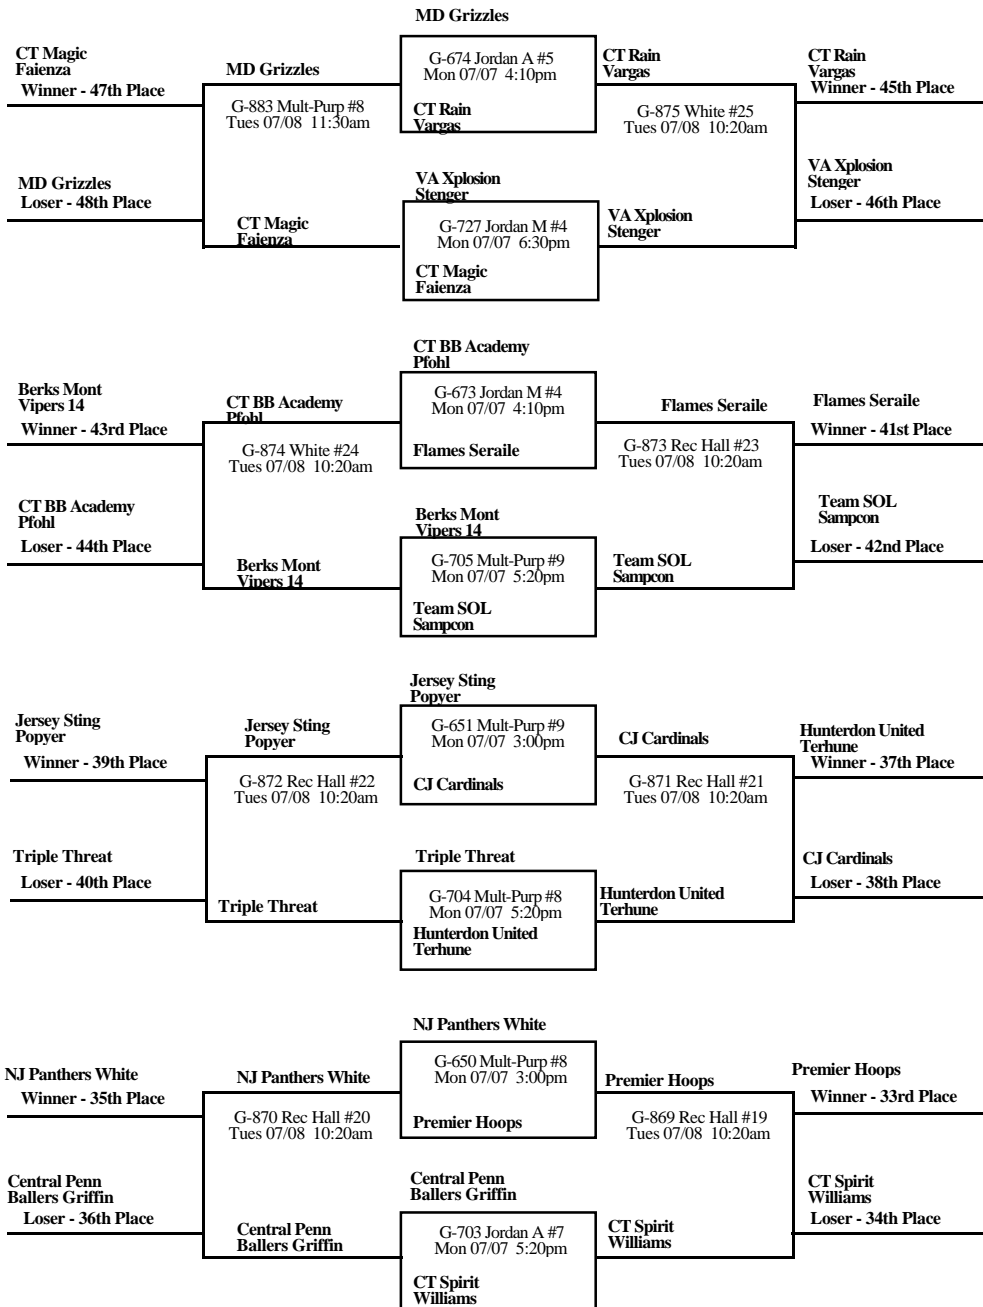 MD Grizzles
CT Magic
Faienza
Winner - 47th Place
MD Grizzles
G-674 Jordan A #5
Mon 07/07 4:10pm
CT Rain
Vargas
CT Rain
Vargas
Winner - 45th Place
G-883 Mult-Purp #8
Tues 07/08 11:30am
CT Rain
Vargas
G-875 White #25
Tues 07/08 10:20am
MD Grizzles
Loser - 48th Place
VA Xplosion
Stenger
VA Xplosion
Stenger
Loser - 46th Place
CT Magic
Faienza
G-727 Jordan M #4
Mon 07/07 6:30pm
VA Xplosion
Stenger
CT Magic
Faienza
CT BB Academy
Pfohl
Berks Mont
Vipers 14
Winner - 43rd Place
CT BB Academy
Pfohl
G-673 Jordan M #4
Mon 07/07 4:10pm
Flames Seraile
Flames Seraile
Winner - 41st Place
G-874 White #24
Tues 07/08 10:20am
Flames Seraile
G-873 Rec Hall #23
Tues 07/08 10:20am
CT BB Academy
Pfohl
Loser - 44th Place
Berks Mont
Vipers 14
Team SOL
Sampcon
Loser - 42nd Place
Berks Mont
Vipers 14
G-705 Mult-Purp #9
Mon 07/07 5:20pm
Team SOL
Sampcon
Team SOL
Sampcon
Jersey Sting
Popyer
Jersey Sting
Popyer
Winner - 39th Place
Jersey Sting
Popyer
G-651 Mult-Purp #9
Mon 07/07 3:00pm
CJ Cardinals
Hunterdon United
Terhune
Winner - 37th Place
G-872 Rec Hall #22
Tues 07/08 10:20am
CJ Cardinals
G-871 Rec Hall #21
Tues 07/08 10:20am
Triple Threat
Loser - 40th Place
Triple Threat
CJ Cardinals
Loser - 38th Place
Triple Threat
G-704 Mult-Purp #8
Mon 07/07 5:20pm
Hunterdon United
Terhune
Hunterdon United
Terhune
NJ Panthers White
NJ Panthers White
Winner - 35th Place
NJ Panthers White
G-650 Mult-Purp #8
Mon 07/07 3:00pm
Premier Hoops
Premier Hoops
Winner - 33rd Place
G-870 Rec Hall #20
Tues 07/08 10:20am
Premier Hoops
G-869 Rec Hall #19
Tues 07/08 10:20am
Central Penn
Ballers Griffin
Loser - 36th Place
Central Penn
Ballers Griffin
CT Spirit
Williams
Loser - 34th Place
Central Penn
Ballers Griffin
G-703 Jordan A #7
Mon 07/07 5:20pm
CT Spirit
Williams
CT Spirit
Williams